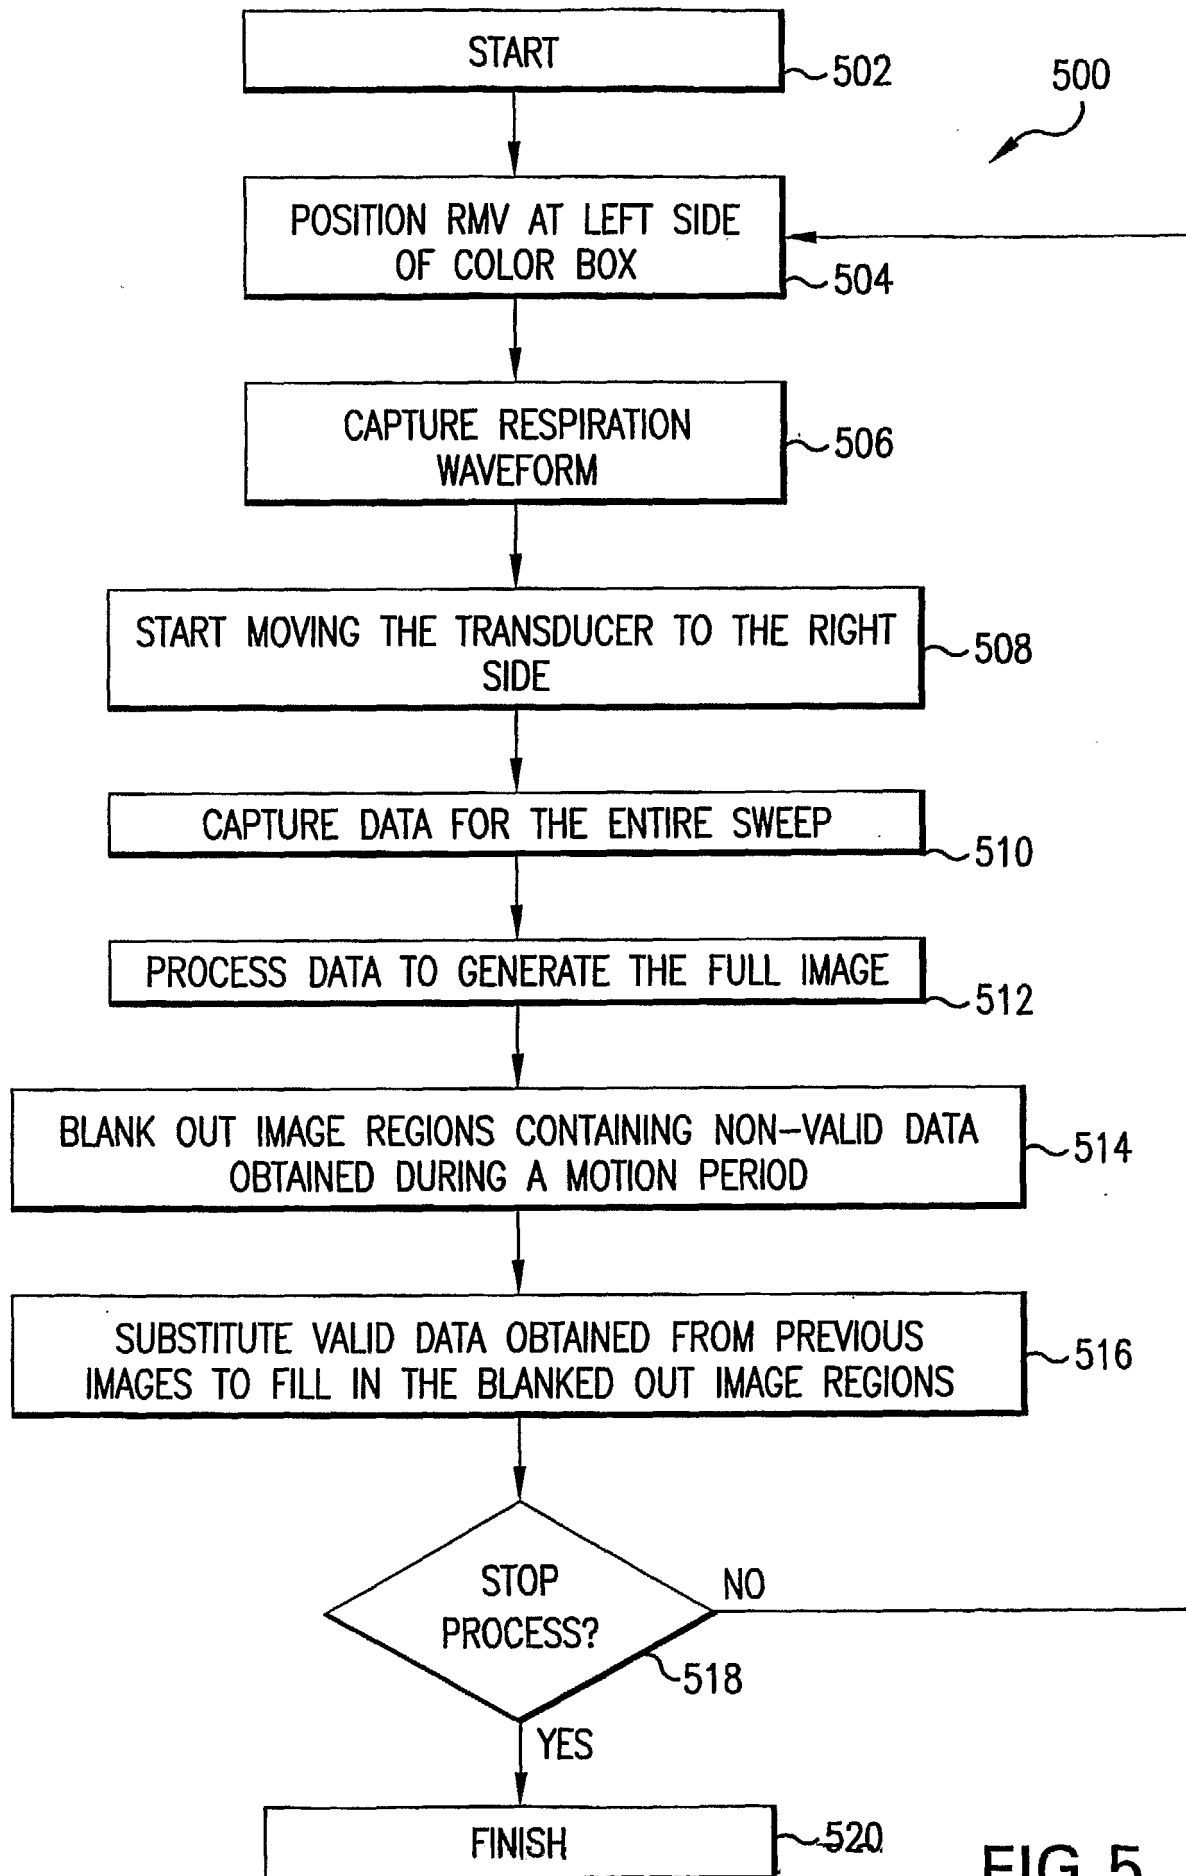 START
502
500
POSITION RMV AT LEFT SIDE
OF COLOR BOX
504
CAPTURE RESPIRATION
WAVEFORM
506
START MOVING THE TRANSDUCER TO THE RIGHT
SIDE
508
CAPTURE DATA FOR THE ENTIRE SWEEP
510
PROCESS DATA TO GENERATE THE FULL IMAGE
512
BLANK OUT IMAGE REGIONS CONTAINING NON-VALID DATA
OBTAINED DURING A MOTION PERIOD
514
SUBSTITUTE VALID DATA OBTAINED FROM PREVIOUS
IMAGES TO FILL IN THE BLANKED OUT IMAGE REGIONS
516
STOP
PROCESS?
NO
518
YES
FINISH
520
FIG.5